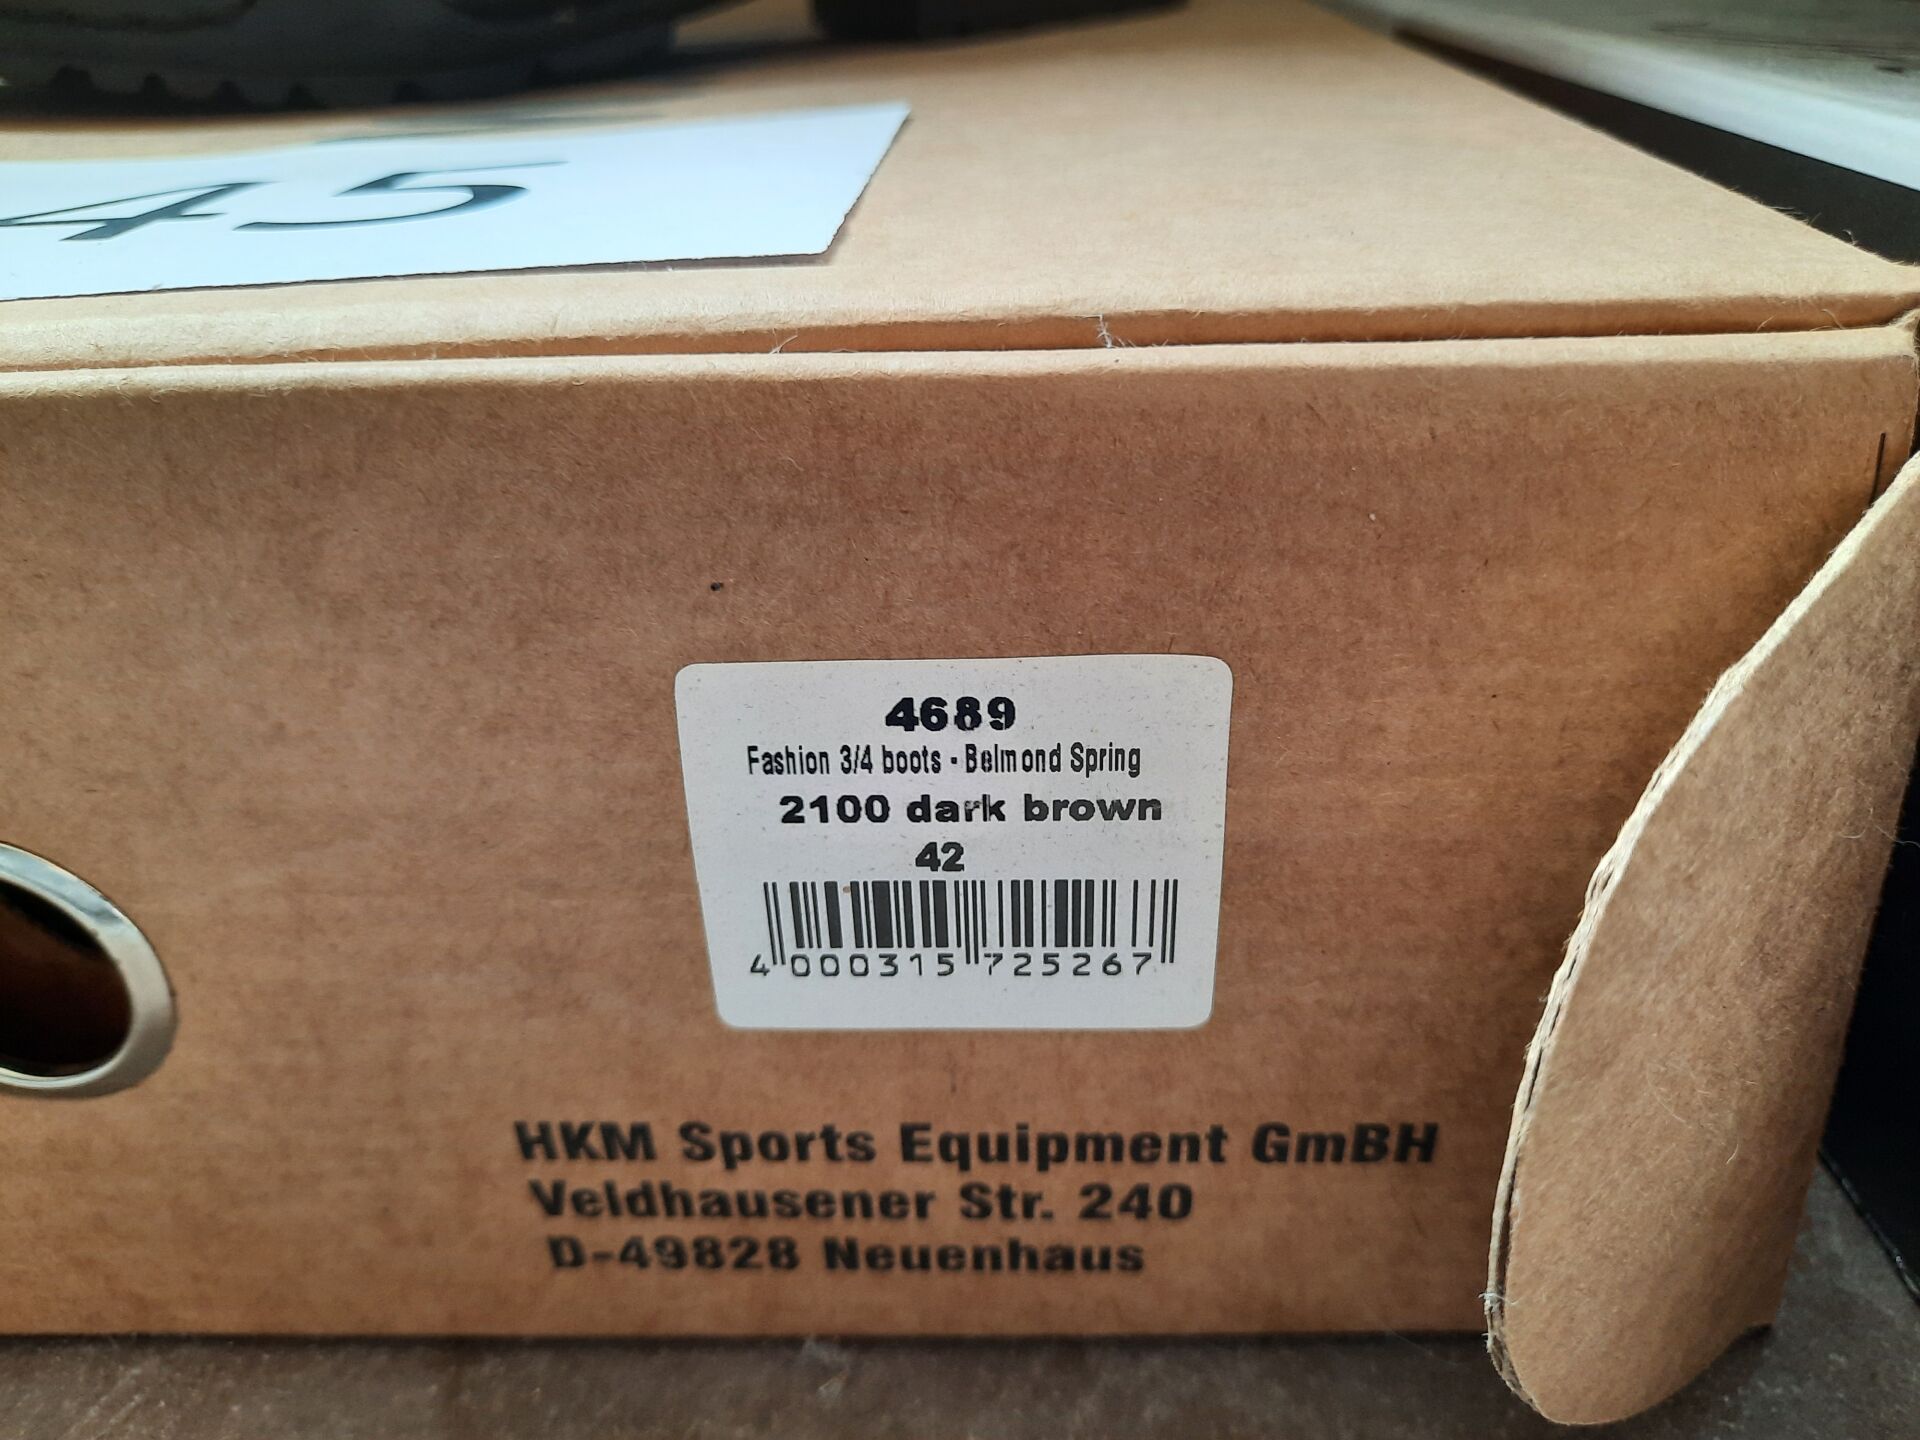 45
4689
Fashion 3/4 boots - Belmond Spring
2100 dark brown
42
4 000315 725267
HKM Sports Equipment GmBH
Veldhausener Str. 240
D-49828 Neuenhaus